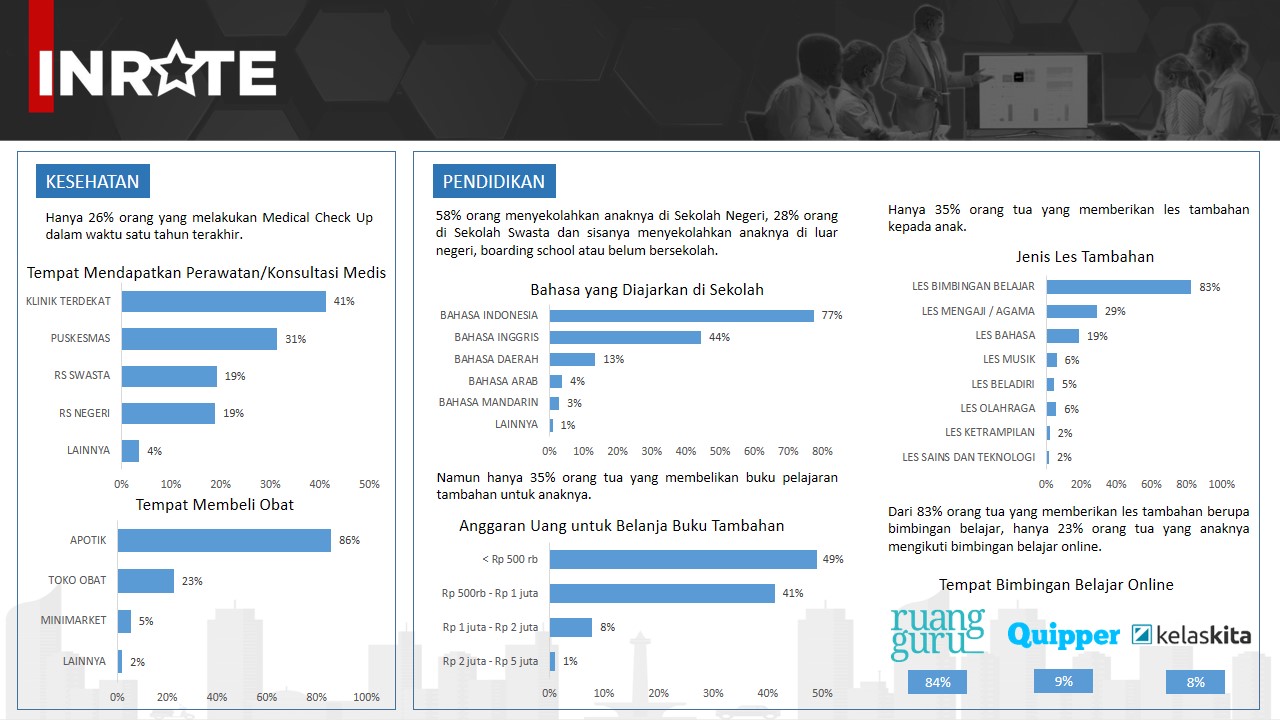 INRATE
KESEHATAN
Hanya 26% orang yang melakukan Medical Check Up
dalam waktu satu tahun terakhir.
Tempat Mendapatkan Perawatan/Konsultasi Medis
KLINIK TERDEKAT 41%
PUSKESMAS 31%
RS SWASTA 19%
RS NEGERI 19%
LAINNYA 4%
0% 10% 20% 30% 40% 50%
Tempat Membeli Obat
APOTIK 86%
TOKO OBAT 23%
MINIMARKET 5%
LAINNYA 2%
0% 20% 40% 60% 80% 100%
PENDIDIKAN
58% orang menyekolahkan anaknya di Sekolah Negeri, 28% orang
di Sekolah Swasta dan sisanya menyekolahkan anaknya di luar
negeri, boarding school atau belum bersekolah.
Bahasa yang Diajarkan di Sekolah
BAHASA INDONESIA 77%
BAHASA INGGRIS 44%
BAHASA DAERAH 13%
BAHASA ARAB 4%
BAHASA MANDARIN 3%
LAINNYA 1%
0% 10% 20% 30% 40% 50% 60% 70% 80%
Namun hanya 35% orang tua yang membelikan buku pelajaran
tambahan untuk anaknya.
Anggaran Uang untuk Belanja Buku Tambahan
< Rp 500 rb 49%
Rp 500rb - Rp 1 juta 41%
Rp 1 juta - Rp 2 juta 8%
Rp 2 juta - Rp 5 juta 1%
0% 10% 20% 30% 40% 50%
Hanya 35% orang tua yang memberikan les tambahan
kepada anak.
Jenis Les Tambahan
LES BIMBINGAN BELAJAR 83%
LES MENGAJI / AGAMA 29%
LES BAHASA 19%
LES MUSIK 6%
LES BELADIRI 5%
LES OLAHRAGA 6%
LES KETRAMPILAN 2%
LES SAINS DAN TEKNOLOGI 2%
0% 20% 40% 60% 80% 100%
Dari 83% orang tua yang memberikan les tambahan berupa
bimbingan belajar, hanya 23% orang tua yang anaknya
mengikuti bimbingan belajar online.
Tempat Bimbingan Belajar Online
ruang
guru
Quipper
kelaskita
84% 9% 8%